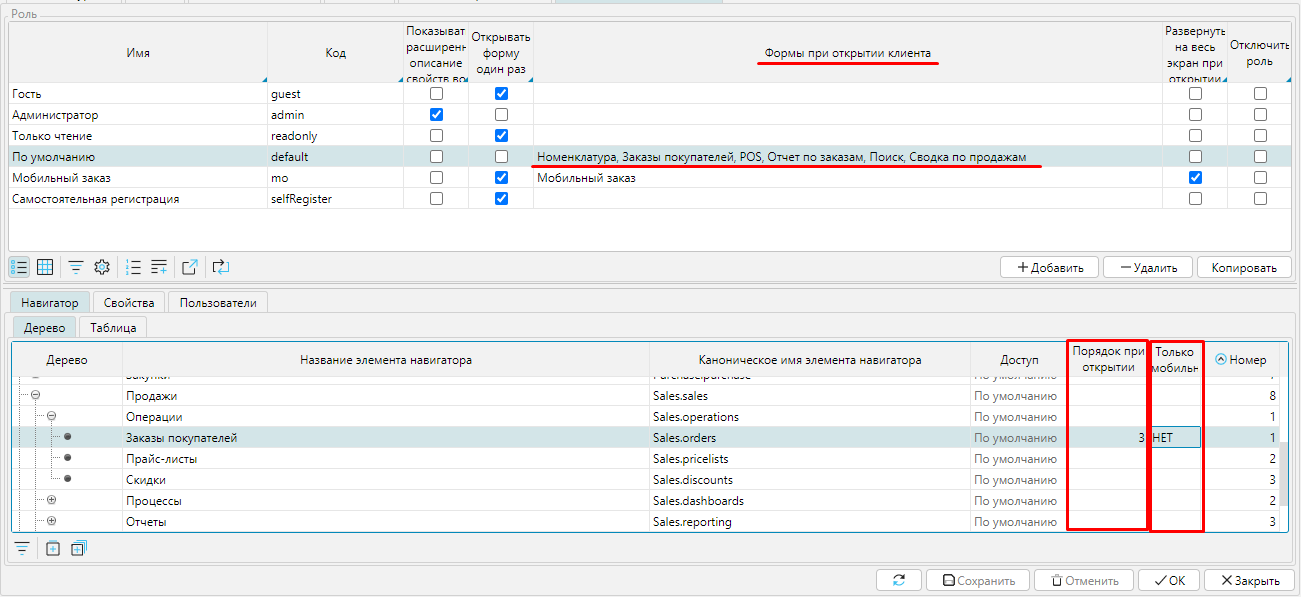 Роль
Имя
Код
Показыват
расширенн
описание
свойств во
Открывать
форму
один раз
Формы при открытии клиента
Развернуть
на весь
экран при
открытии
Отключить
роль
Гость guest
Администратор admin
Только чтение readonly
По умолчанию default Номенклатура, Заказы покупателей, POS, Отчет по заказам, Поиск, Сводка по продажам
Мобильный заказ mo Мобильный заказ
Самостоятельная регистрация selfRegister
Добавить Удалить Копировать
Навигатор Свойства Пользователи
Дерево Таблица
Дерево
Название элемента навигатора
Каноническое имя элемента навигатора
Доступ
Порядок при
открытии
Только
мобильн
Номер
Закупки Purchase.purchase По умолчанию 7
Продажи Sales.sales По умолчанию 8
Операции Sales.operations По умолчанию 1
Заказы покупателей Sales.orders По умолчанию 3 НЕТ 1
Прайс-листы Sales.pricelists По умолчанию 2
Скидки Sales.discounts По умолчанию 3
Процессы Sales.dashboards По умолчанию 2
Отчеты Sales.reporting По умолчанию 3
Сохранить Отменить OK Закрыть